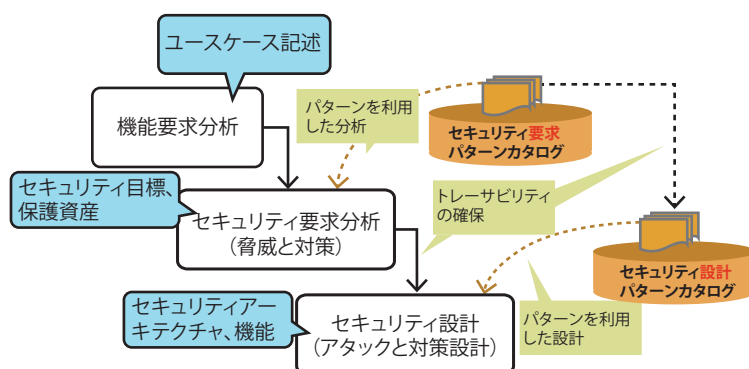 ユースケース記述
機能要求分析
パターンを利用
した分析
セキュリティ要求
パターンカタログ
セキュリティ目標、
保護資産
セキュリティ要求分析
(脅威と対策)
トレーサビリティ
の確保
セキュリティ設計
パターンカタログ
セキュリティアー
キテクチャ、機能
セキュリティ設計
(アタックと対策設計)
パターンを利用
した設計